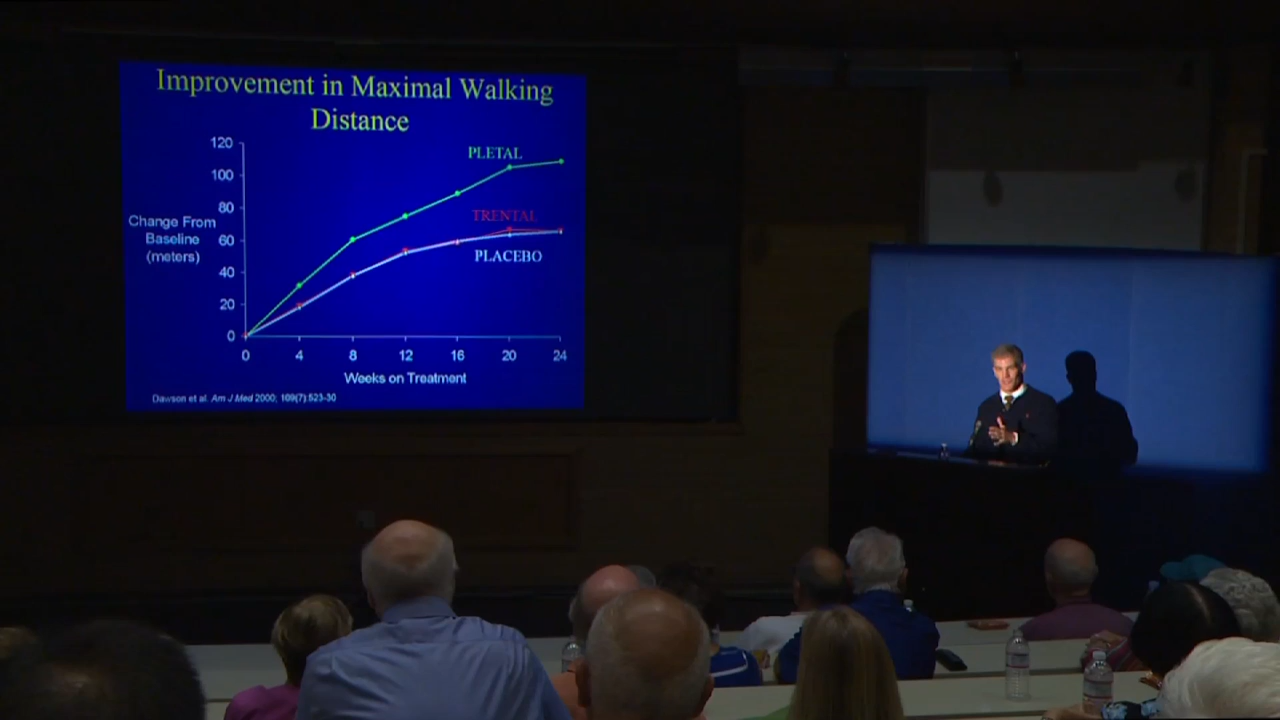 Improvement in Maximal Walking
Distance
120
100
80
60
40
20
0
Change From
Baseline
(meters)
PLETAL
TRENTAL
PLACEBO
0 4 8 12 16 20 24
Weeks on Treatment
Dawson et al. Am J Med 2000; 109(7):523-30